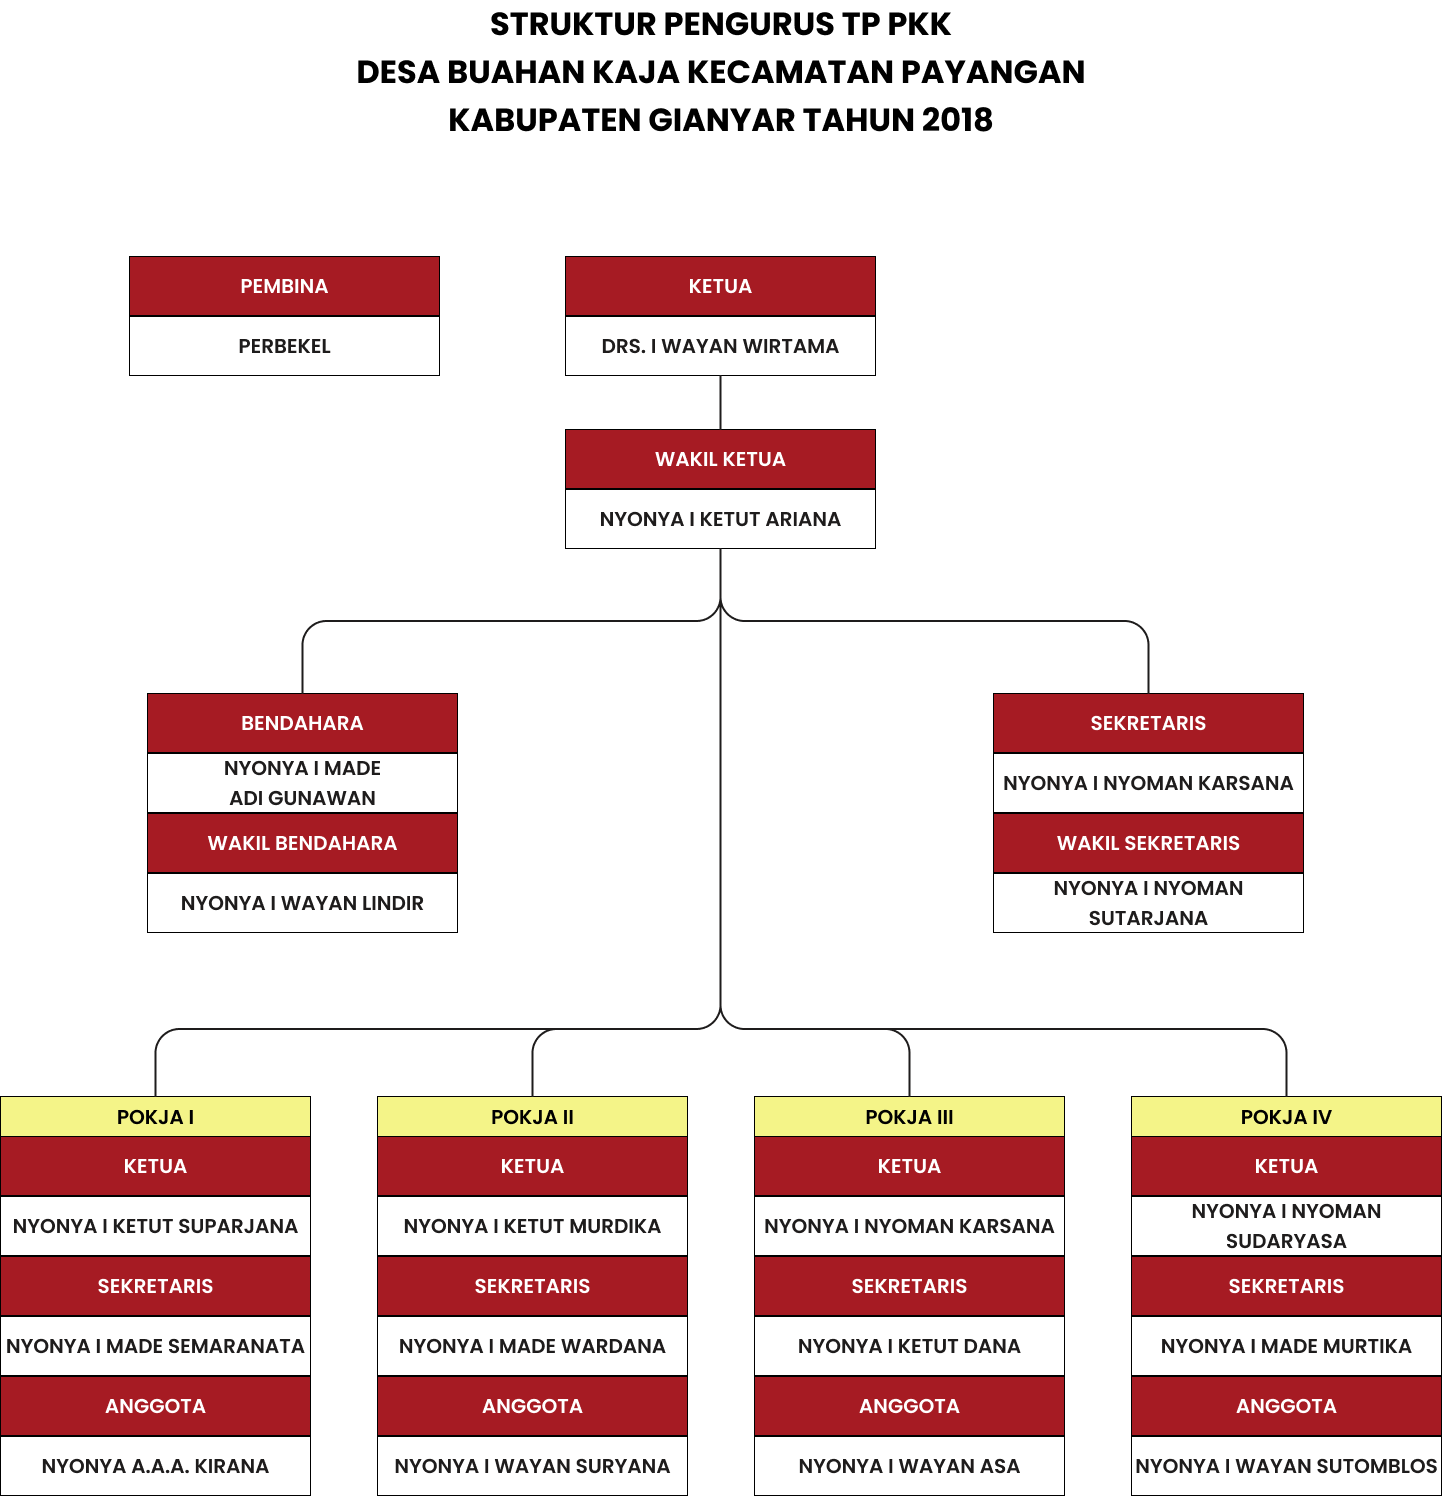 STRUKTUR PENGURUS TP PKK
DESA BUAHAN KAJA KECAMATAN PAYANGAN
KABUPATEN GIANYAR TAHUN 2018
PEMBINA
PERBEKEL
KETUA
DRS. I WAYAN WIRTAMA
WAKIL KETUA
NYONYA I KETUT ARIANA
BENDAHARA
NYONYA I MADE
ADI GUNAWAN
WAKIL BENDAHARA
NYONYA I WAYAN LINDIR
SEKRETARIS
NYONYA I NYOMAN KARSANA
WAKIL SEKRETARIS
NYONYA I NYOMAN
SUTARJANA
POKJA I
KETUA
NYONYA I KETUT SUPARJANA
SEKRETARIS
NYONYA I MADE SEMARANATA
ANGGOTA
NYONYA A.A.A. KIRANA
POKJA II
KETUA
NYONYA I KETUT MURDIKA
SEKRETARIS
NYONYA I MADE WARDANA
ANGGOTA
NYONYA I WAYAN SURYANA
POKJA III
KETUA
NYONYA I NYOMAN KARSANA
SEKRETARIS
NYONYA I KETUT DANA
ANGGOTA
NYONYA I WAYAN ASA
POKJA IV
KETUA
NYONYA I NYOMAN
SUDARYASA
SEKRETARIS
NYONYA I MADE MURTIKA
ANGGOTA
NYONYA I WAYAN SUTOMBLOS